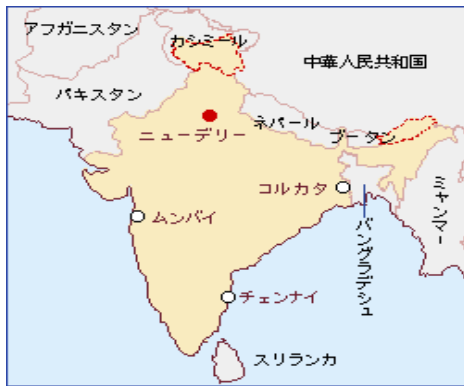 アフガニスタン
カシミール
中華人民共和国
パキスタン
ネパール
ブータン
ニューデリー
コルカタ
ミャンマー
ムンバイ
バングラデシュ
チェンナイ
スリランカ